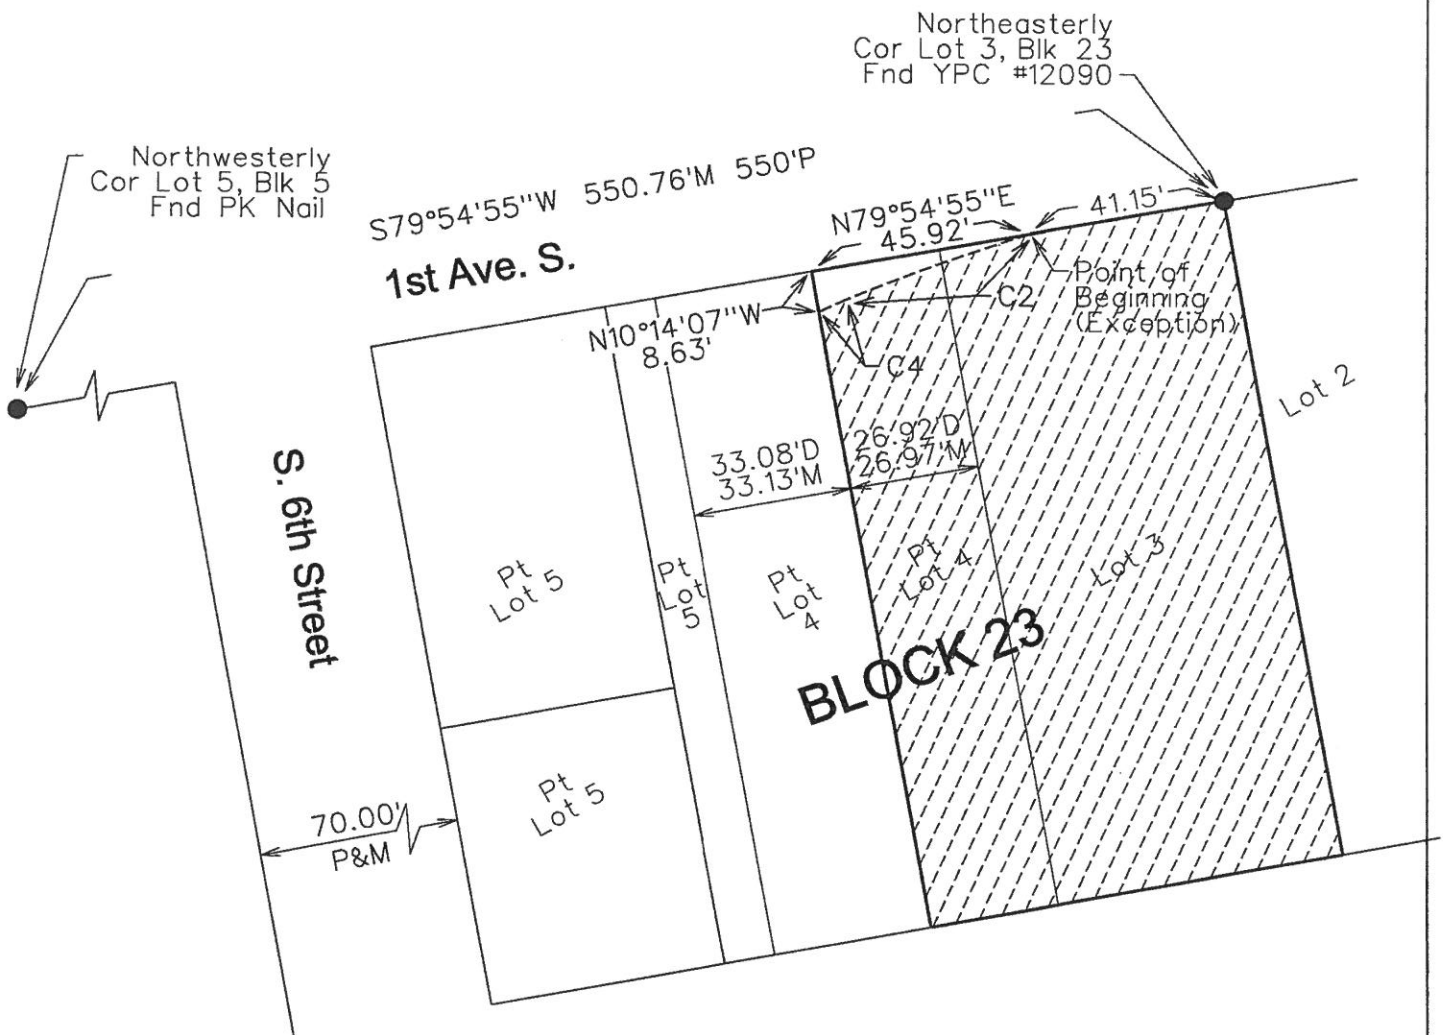 Northeasterly
Cor Lot 3, Blk 23
Fnd YPC #12090
Northwesterly
Cor Lot 5, Blk 5
Fnd PK Nail
S79°54'55"W 550.76'M 550'P
1st Ave. S.
N79°54'55"E
45.92'
41.15'
Point of
Beginning
(Exception)
C2
N10°14'07"W
8.63'
C4
Lot 2
26.92'D
26.97'M
33.08'D
33.13'M
S. 6th Street
Pt
Lot 5
Pt
Lot
5
Pt
Lot
4
Pt
Lot 4
Lot 3
BLOCK 23
Pt
Lot 5
70.00'
P&M